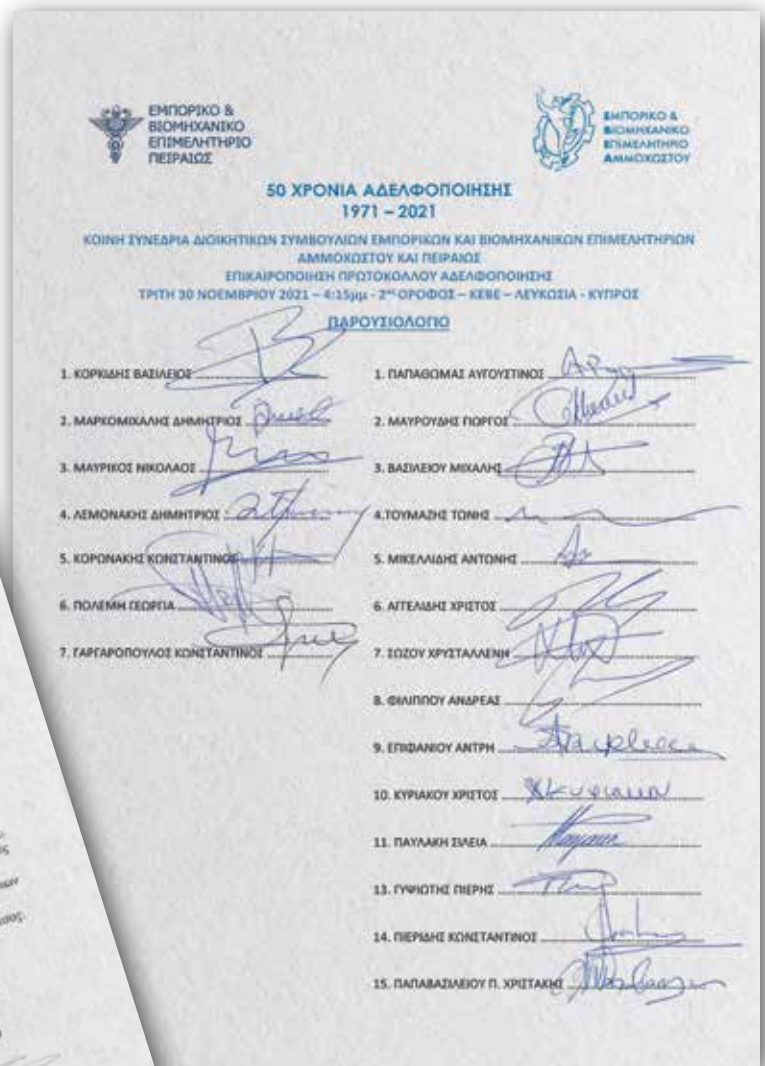 ΕΜΠΟΡΙΚΟ &
ΒΙΟΜΗΧΑΝΙΚΟ
ΕΠΙΜΕΛΗΤΗΡΙΟ
ΠΕΙΡΑΙΩΣ
ΕΜΠΟΡΙΚΟ &
ΒΙΟΜΗΧΑΝΙΚΟ
ΕΠΙΜΕΛΗΤΗΡΙΟ
ΑΜΜΟΧΩΣΤΟΥ
50 ΧΡΟΝΙΑ ΑΔΕΛΦΟΠΟΙΗΣΗΣ
1971 – 2021
ΚΟΙΝΗ ΣΥΝΕΔΡΙΑ ΔΙΟΙΚΗΤΙΚΩΝ ΣΥΜΒΟΥΛΙΩΝ ΕΜΠΟΡΙΚΩΝ ΚΑΙ ΒΙΟΜΗΧΑΝΙΚΩΝ ΕΠΙΜΕΛΗΤΗΡΙΩΝ
ΑΜΜΟΧΩΣΤΟΥ ΚΑΙ ΠΕΙΡΑΙΩΣ
ΕΠΙΚΑΙΡΟΠΟΙΗΣΗ ΠΡΩΤΟΚΟΛΛΟΥ ΑΔΕΛΦΟΠΟΙΗΣΗΣ
ΤΡΙΤΗ 30 ΝΟΕΜΒΡΙΟΥ 2021 – 4:15μμ - 2ος ΟΡΟΦΟΣ – ΚΕΒΕ – ΛΕΥΚΩΣΙΑ - ΚΥΠΡΟΣ
ΠΑΡΟΥΣΙΟΛΟΓΙΟ
1. ΚΟΡΚΙΔΗΣ ΒΑΣΙΛΕΙΟΣ
2. ΜΑΡΚΟΜΙΧΑΛΗΣ ΔΗΜΗΤΡΙΟΣ
3. ΜΑΥΡΙΚΟΣ ΝΙΚΟΛΑΟΣ
4. ΛΕΜΟΝΑΚΗΣ ΔΗΜΗΤΡΙΟΣ
5. ΚΟΡΩΝΑΚΗΣ ΚΩΝΣΤΑΝΤΙΝΟΣ
6. ΠΟΛΕΜΗ ΓΕΩΡΓΙΑ
7. ΓΑΡΓΑΡΟΠΟΥΛΟΣ ΚΩΝΣΤΑΝΤΙΝΟΣ
1. ΠΑΠΑΘΩΜΑΣ ΑΥΓΟΥΣΤΙΝΟΣ
2. ΜΑΥΡΟΥΔΗΣ ΓΙΩΡΓΟΣ
3. ΒΑΣΙΛΕΙΟΥ ΜΙΧΑΛΗΣ
4.ΤΟΥΜΑΖΗΣ ΤΩΝΗΣ
5. ΜΙΚΕΛΛΙΔΗΣ ΑΝΤΩΝΗΣ
6. ΑΓΓΕΛΙΔΗΣ ΧΡΙΣΤΟΣ
7. ΣΩΖΟΥ ΧΡΥΣΤΑΛΛΕΝΗ
8. ΦΙΛΙΠΠΟΥ ΑΝΔΡΕΑΣ
9. ΕΠΙΦΑΝΙΟΥ ΑΝΤΡΗ
10. ΚΥΡΙΑΚΟΥ ΧΡΙΣΤΟΣ
11. ΠΑΥΛΑΚΗ ΣΙΛΕΙΑ
13. ΓΥΨΙΩΤΗΣ ΠΙΕΡΗΣ
14. ΠΙΕΡΙΔΗΣ ΚΩΝΣΤΑΝΤΙΝΟΣ
15. ΠΑΠΑΒΑΣΙΛΕΙΟΥ Π. ΧΡΙΣΤΑΚΗΣ